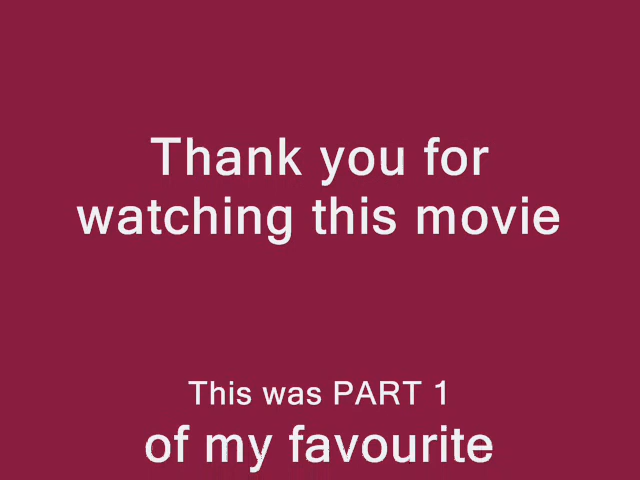 Thank you for
watching this movie
This was PART 1
of my favourite